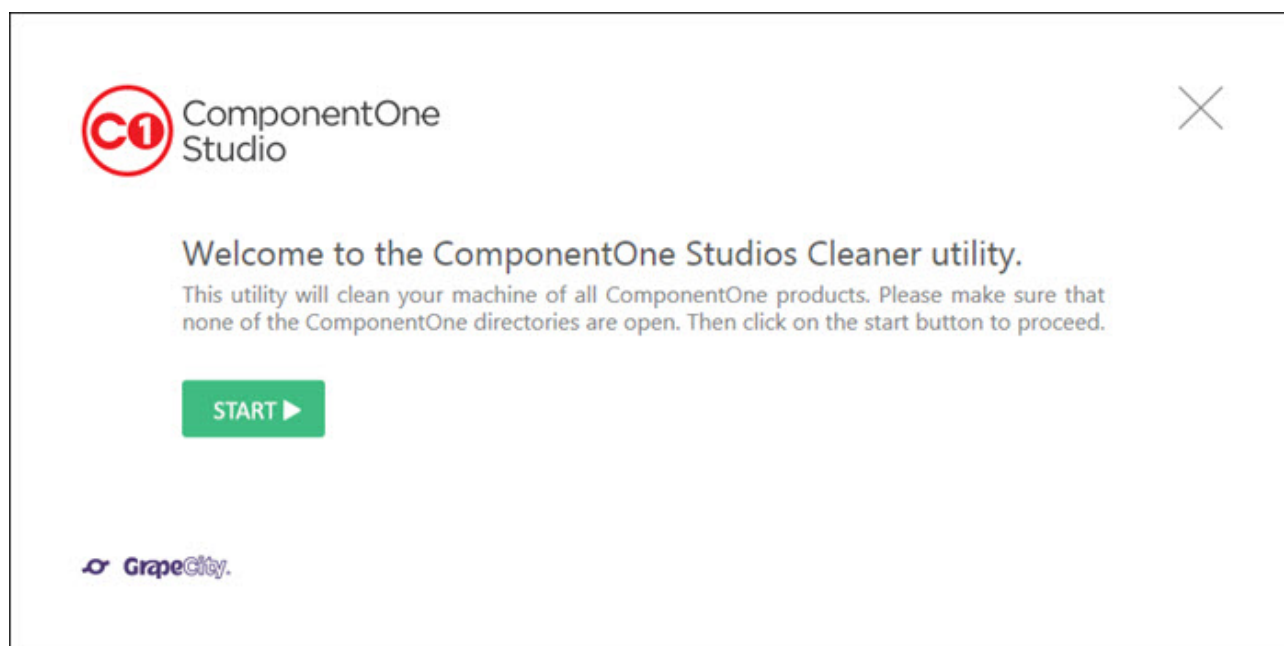 C1 ComponentOne
Studio
Welcome to the ComponentOne Studios Cleaner utility.
This utility will clean your machine of all ComponentOne products. Please make sure that
none of the ComponentOne directories are open. Then click on the start button to proceed.
START
GrapeCity.